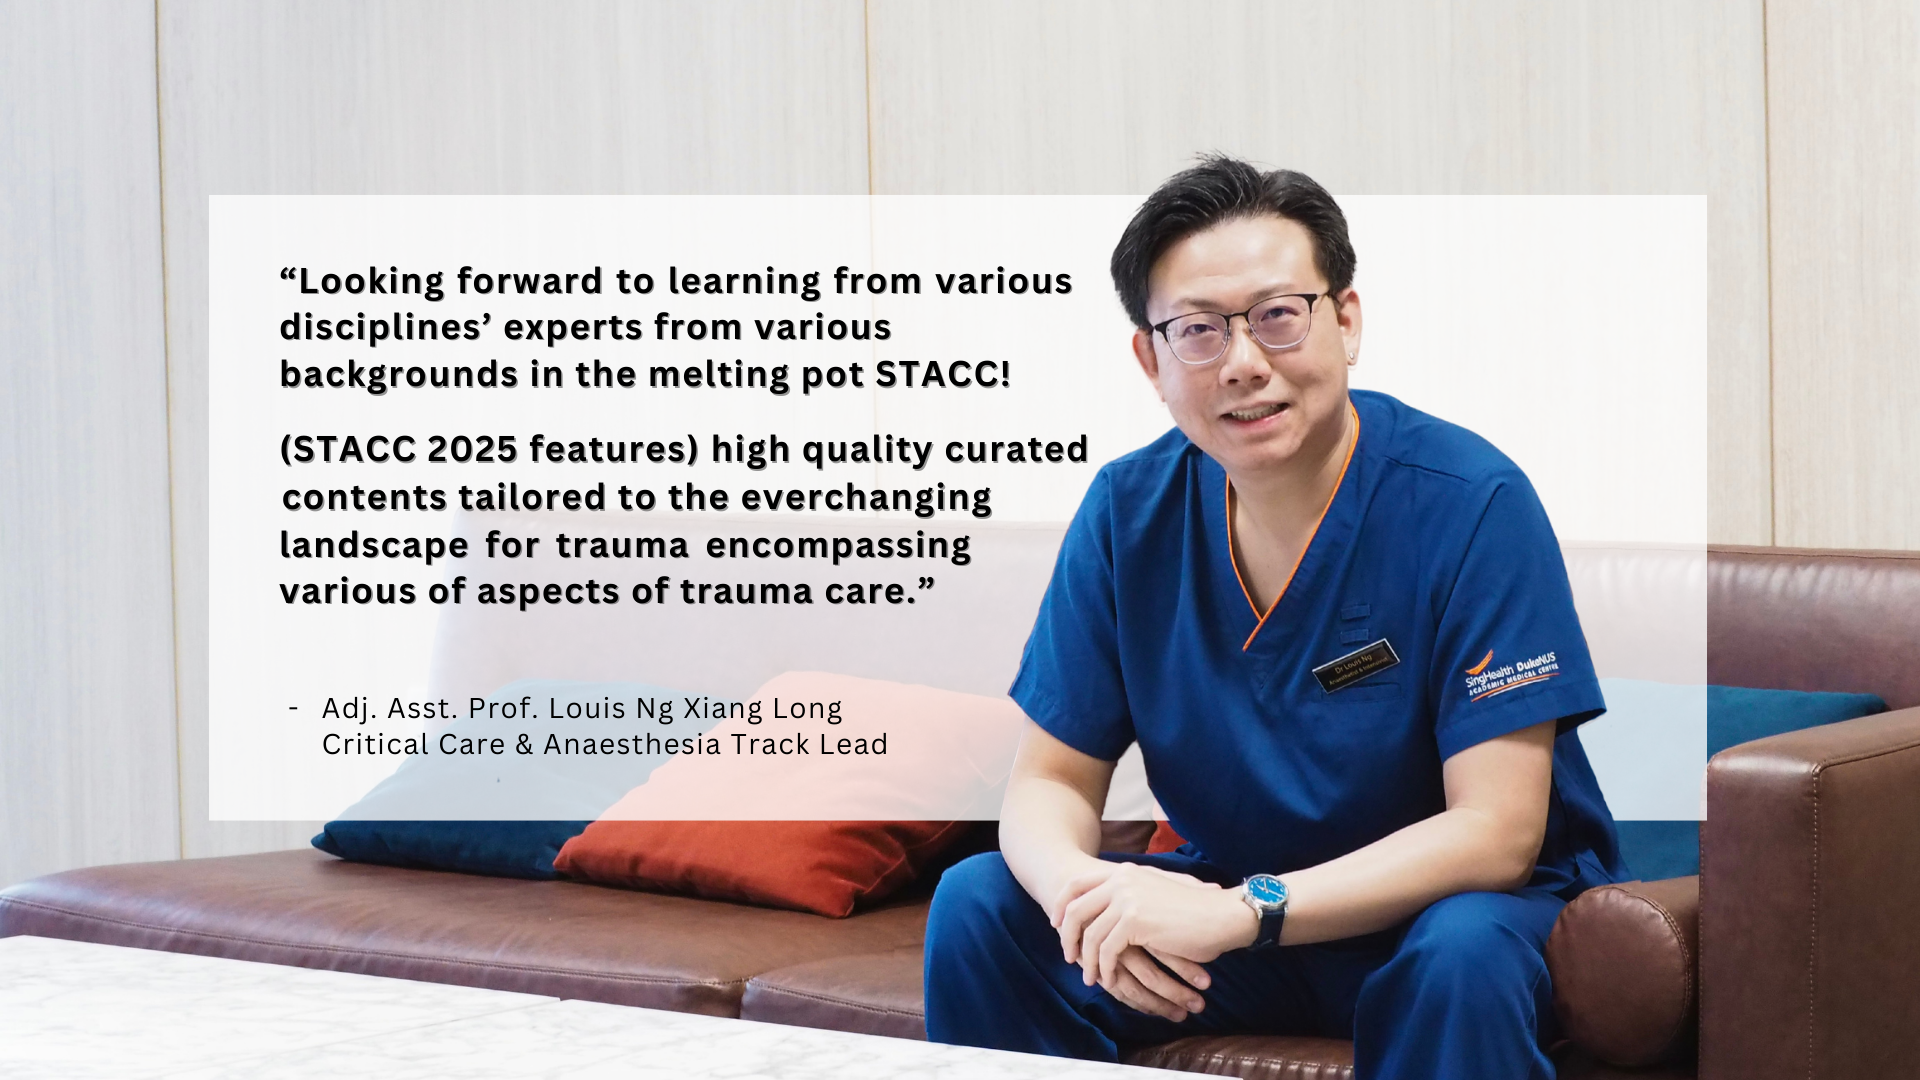 “Looking forward to learning from various
disciplines’ experts from various
backgrounds in the melting pot STACC!
(STACC 2025 features) high quality curated
contents tailored to the everchanging
landscape for trauma encompassing
various of aspects of trauma care.”
- Adj. Asst. Prof. Louis Ng Xiang Long
Critical Care & Anaesthesia Track Lead
Dr Louis Ng
Anaesthetist & Intensivist
SingHealth DukeNUS
ACADEMIC MEDICAL CENTRE